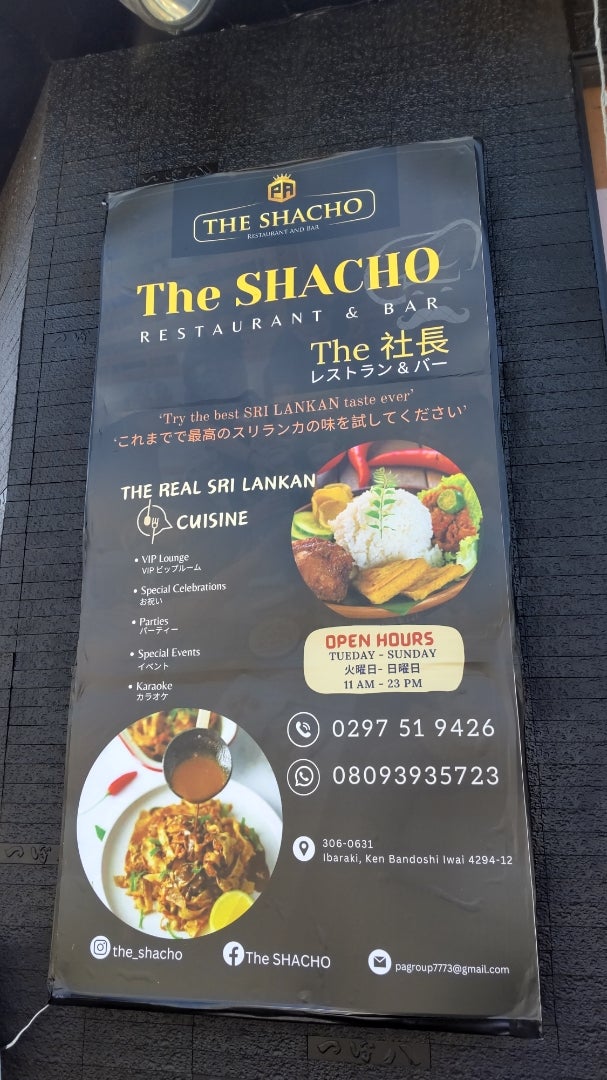 PA
THE SHACHO
RESTAURANT AND BAR
The SHACHO
RESTAURANT & BAR
The 社長
レストラン & バー
‘Try the best SRI LANKAN taste ever’
‘これまでで最高のスリランカの味を試してください’
THE REAL SRI LANKAN
CUISINE
• VIP Lounge
VIP ビップルーム
• Special Celebrations
お祝い
• Parties
パーティー
• Special Events
イベント
• Karaoke
カラオケ
OPEN HOURS
TUEDAY - SUNDAY
火曜日- 日曜日
11 AM - 23 PM
0297 51 9426
08093935723
306-0631
Ibaraki, Ken Bandoshi Iwai 4294-12
the_shacho
The SHACHO
pagroup7773@gmail.com